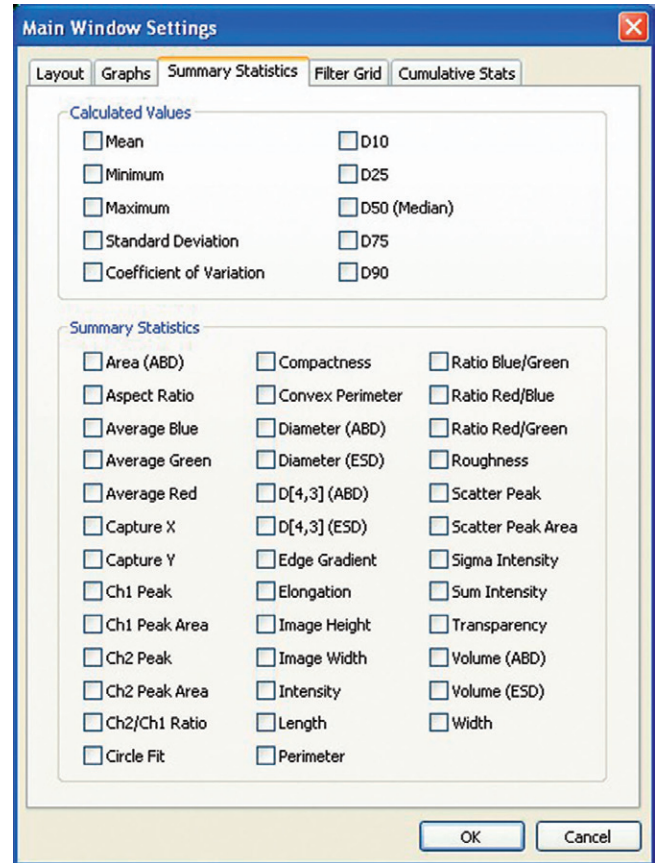 Main Window Settings
Layout Graphs Summary Statistics Filter Grid Cumulative Stats
Calculated Values
Mean D10
Minimum D25
Maximum D50 (Median)
Standard Deviation D75
Coefficient of Variation D90
Summary Statistics
Area (ABD) Compactness Ratio Blue/Green
Aspect Ratio Convex Perimeter Ratio Red/Blue
Average Blue Diameter (ABD) Ratio Red/Green
Average Green Diameter (ESD) Roughness
Average Red D[4,3] (ABD) Scatter Peak
Capture X D[4,3] (ESD) Scatter Peak Area
Capture Y Edge Gradient Sigma Intensity
Ch1 Peak Elongation Sum Intensity
Ch1 Peak Area Image Height Transparency
Ch2 Peak Image Width Volume (ABD)
Ch2 Peak Area Intensity Volume (ESD)
Ch2/Ch1 Ratio Length Width
Circle Fit Perimeter
OK Cancel